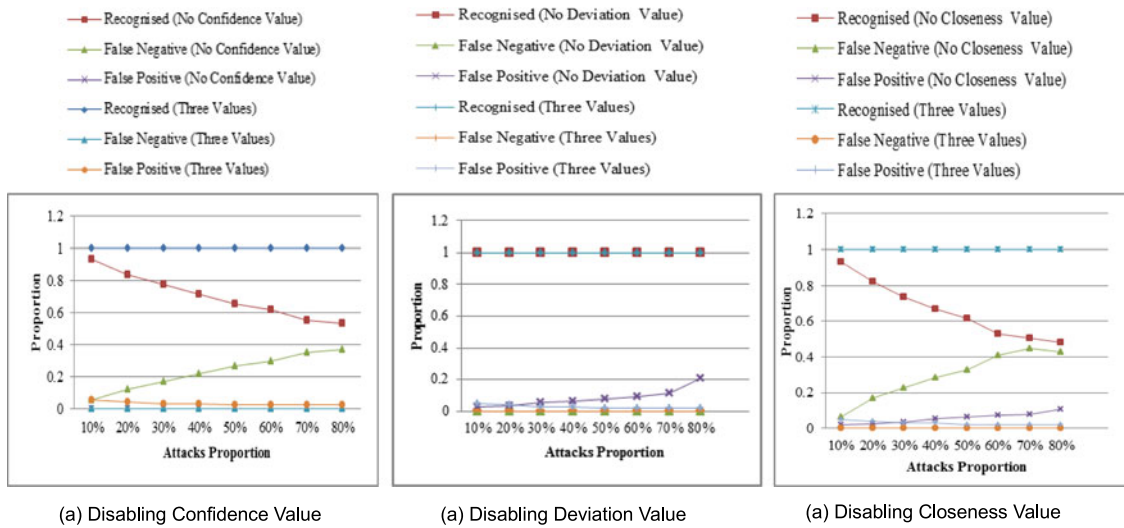 Recognised (No Confidence Value)
False Negative (No Confidence Value)
False Positive (No Confidence Value)
Recognised (Three Values)
False Negative (Three Values)
False Positive (Three Values)
1.2
1
0.8
0.6
0.4
0.2
0
Proportion
10% 20% 30% 40% 50% 60% 70% 80%
Attacks Proportion
(a) Disabling Confidence Value
Recognised (No Deviation Value)
False Negative (No Deviation Value)
False Positive (No Deviation Value)
Recognised (Three Values)
False Negative (Three Values)
False Positive (Three Values)
1.2
1
0.8
0.6
0.4
0.2
0
Proportion
10% 20% 30% 40% 50% 60% 70% 80%
Attacks Proportion
(a) Disabling Deviation Value
Recognised (No Closeness Value)
False Negative (No Closeness Value)
False Positive (No Closeness Value)
Recognised (Three Values)
False Negative (Three Values)
False Positive (Three Values)
1.2
1
0.8
0.6
0.4
0.2
0
Proportion
10% 20% 30% 40% 50% 60% 70% 80%
Attacks Proportion
(a) Disabling Closeness Value